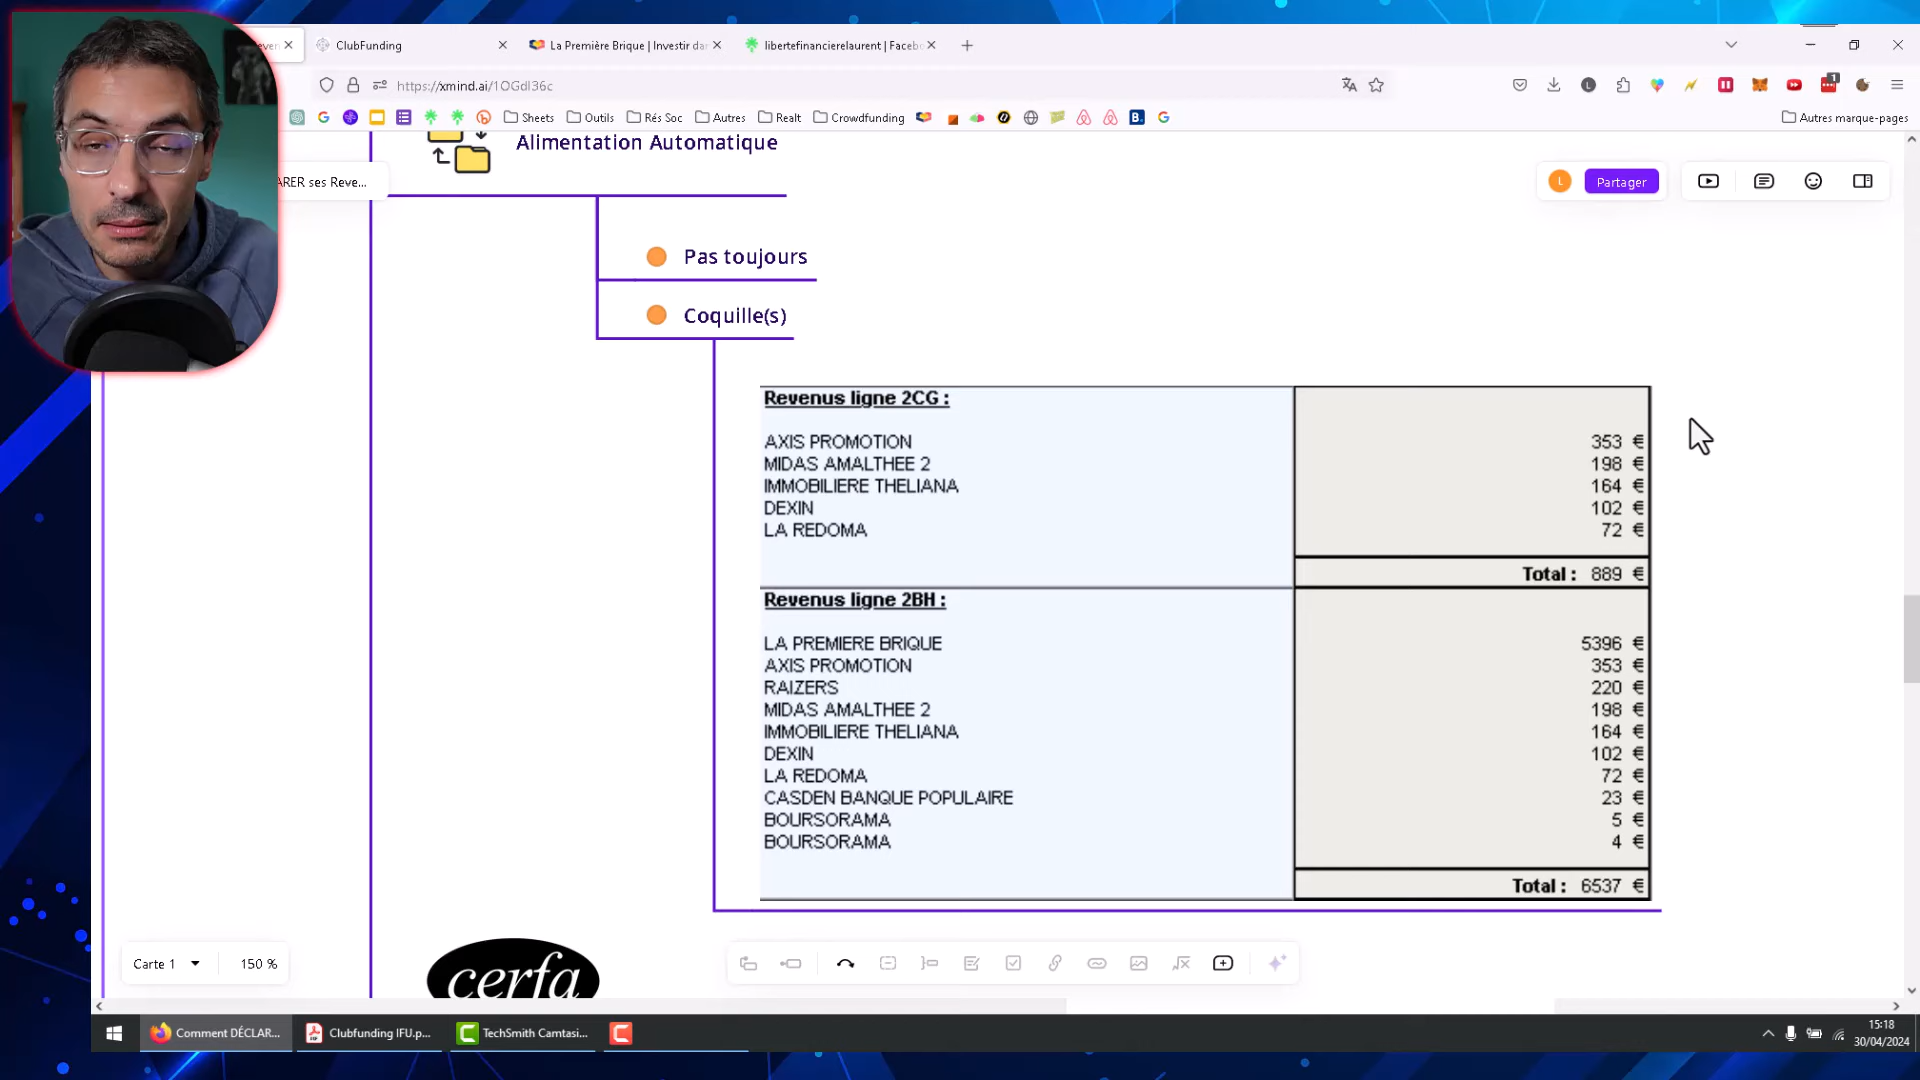 ClubFunding
La Première Brique | Investir dar
libertefinancierelaurent | Faceb
https://xmind.ai/1OGdI36c
1
Sheets
Outils
Rés Soc
Autres
Realt
Crowdfunding
Autres marque-pages
Alimentation Automatique
ARER ses Reve...
L
Partager
Pas toujours
Coquille(s)
Revenus ligne 2CG :
AXIS PROMOTION 353 €
MIDAS AMALTHEE 2 198 €
IMMOBILIERE THELIANA 164 €
DEXIN 102 €
LA REDOMA 72 €
Total : 889 €
Revenus ligne 2BH :
LA PREMIERE BRIQUE 5396 €
AXIS PROMOTION 353 €
RAIZERS 220 €
MIDAS AMALTHEE 2 198 €
IMMOBILIERE THELIANA 164 €
DEXIN 102 €
LA REDOMA 72 €
CASDEN BANQUE POPULAIRE 23 €
BOURSORAMA 5 €
BOURSORAMA 4 €
Total : 6537 €
cerfa
Carte 1
150 %
Comment DÉCLAR...
Clubfunding IFU.p...
TechSmith Camtasi...
15:18
30/04/2024